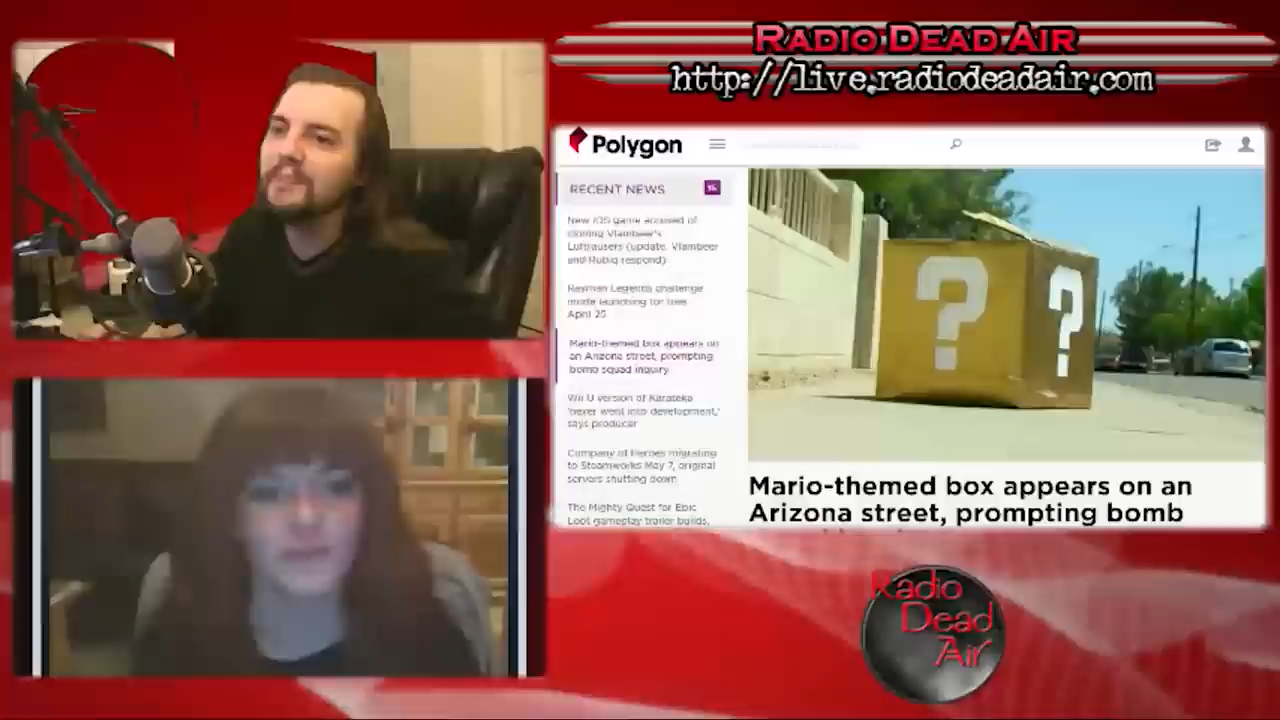 RADIO DEAD AIR
http://live.radiodeadair.com
Polygon
RECENT NEWS
New iOS game accused of
cloning Vlambeer's
Luftrausers (update: Vlambeer
and Rubiq respond)
Rayman Legends challenge
mode launching for free
April 25
Mario-themed box appears on
an Arizona street, prompting
bomb squad inquiry
Wii U version of Karateka
'never went into development,'
says producer
Company of Heroes migrating
to Steamworks May 7, original
servers shutting down
The Mighty Quest for Epic
Loot gameplay trailer builds,
? ?
Mario-themed box appears on an
Arizona street, prompting bomb
Radio
Dead
Air